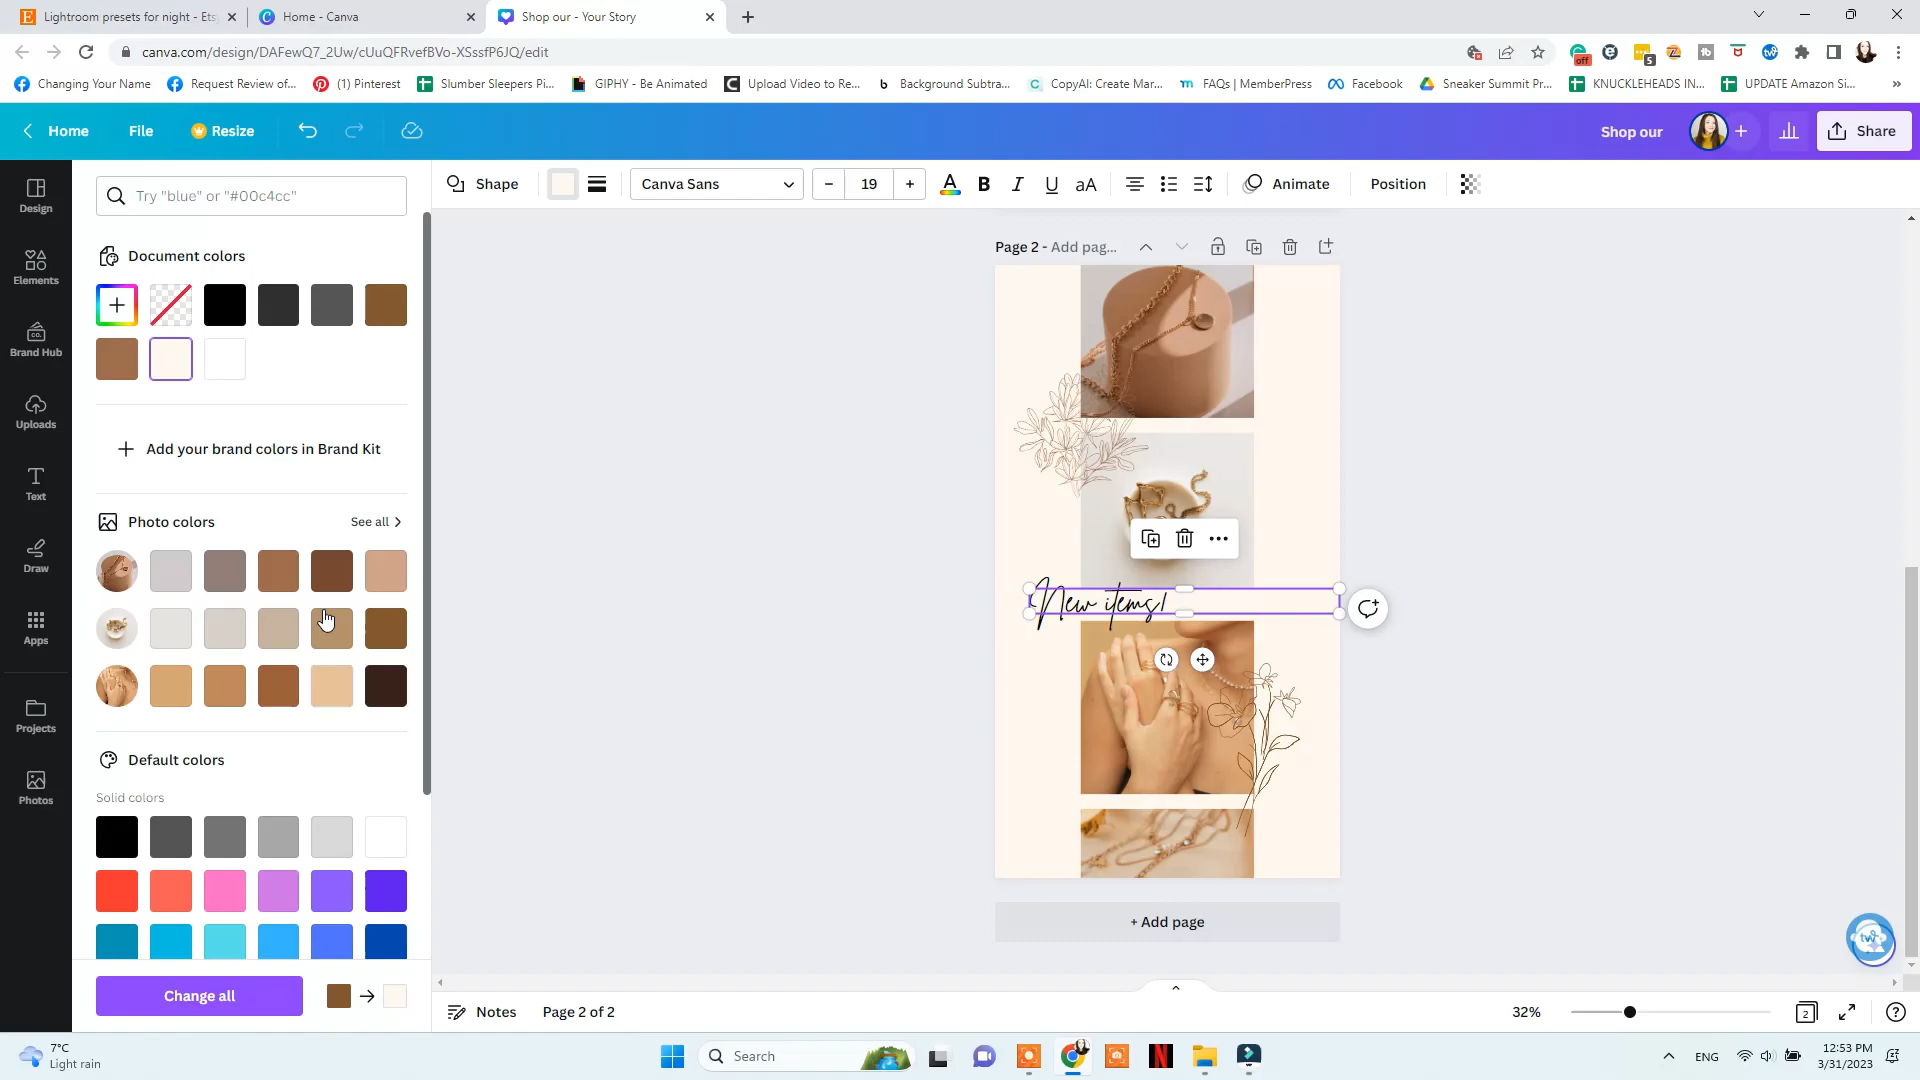 Lightroom presets for night - Ets
Home - Canva
Shop our - Your Story
canva.com/design/DAFewQ7_2Uw/cUuQFRvefBVo-XSssfP6JQ/edit
off
5
Changing Your Name
Request Review of...
(1) Pinterest
Slumber Sleepers Pi...
GIPHY - Be Animated
Upload Video to Re...
b Background Subtra...
C CopyAI: Create Mar...
m FAQs | MemberPress
Facebook
Sneaker Summit Pr...
KNUCKLEHEADS IN...
UPDATE Amazon Si...
Home
File
Resize
Shop our
Share
Shape
Canva Sans
19
A
B
I
U
aA
Animate
Position
Design
Elements
Brand Hub
Uploads
Text
Draw
Apps
Projects
Photos
Try "blue" or "#00c4cc"
Document colors
Add your brand colors in Brand Kit
Photo colors
See all
Default colors
Solid colors
Change all
Page 2 - Add pag...
New items!
+ Add page
Notes
Page 2 of 2
32%
2
7°C
Light rain
Search
ENG
12:53 PM
3/31/2023